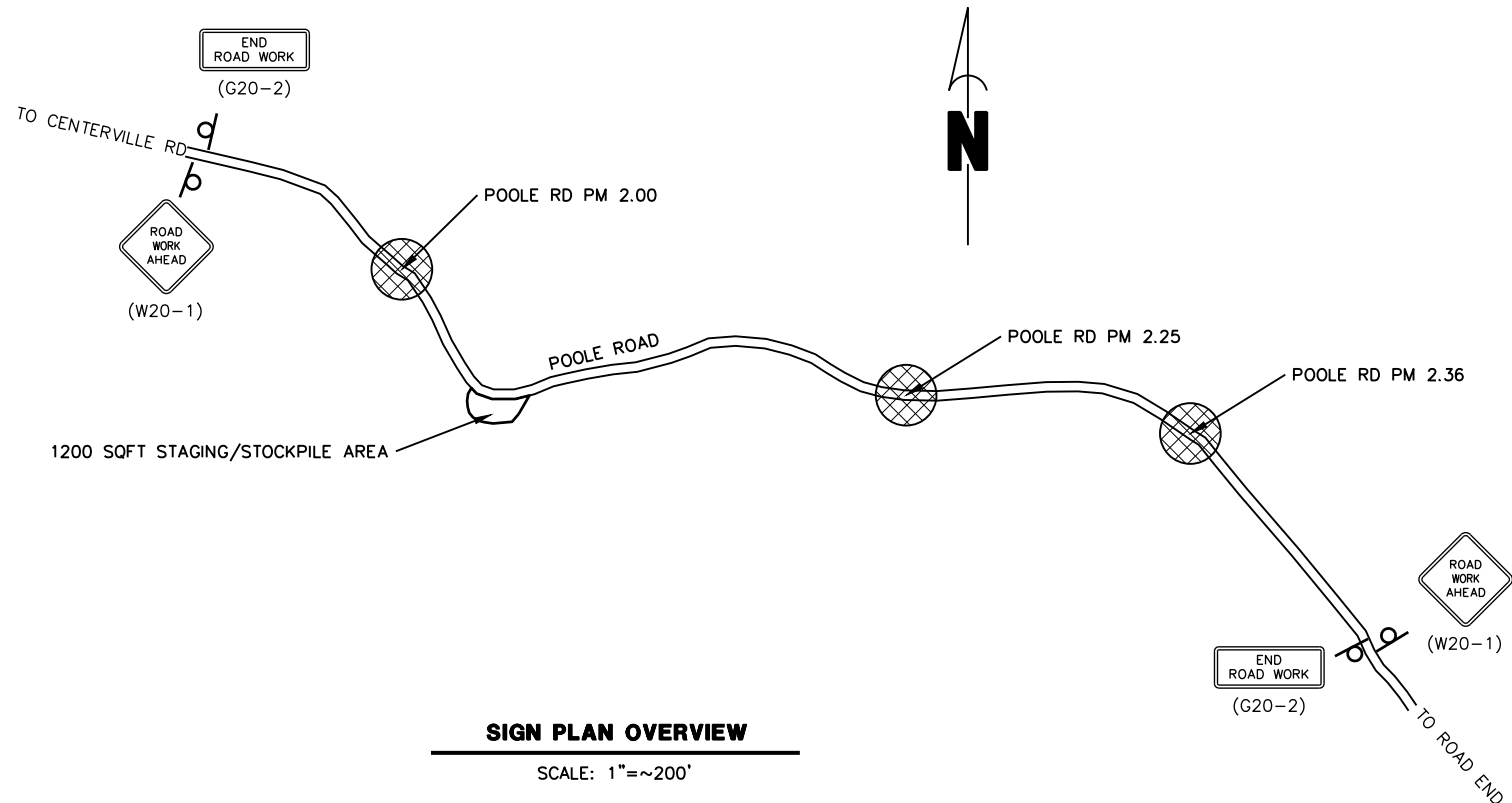 END
ROAD WORK
(G20-2)
TO CENTERVILLE RD
ROAD
WORK
AHEAD
(W20-1)
N
POOLE RD PM 2.00
POOLE ROAD
POOLE RD PM 2.25
POOLE RD PM 2.36
1200 SQFT STAGING/STOCKPILE AREA
ROAD
WORK
AHEAD
(W20-1)
END
ROAD WORK
(G20-2)
TO ROAD END
SIGN PLAN OVERVIEW
SCALE: 1"=~200'